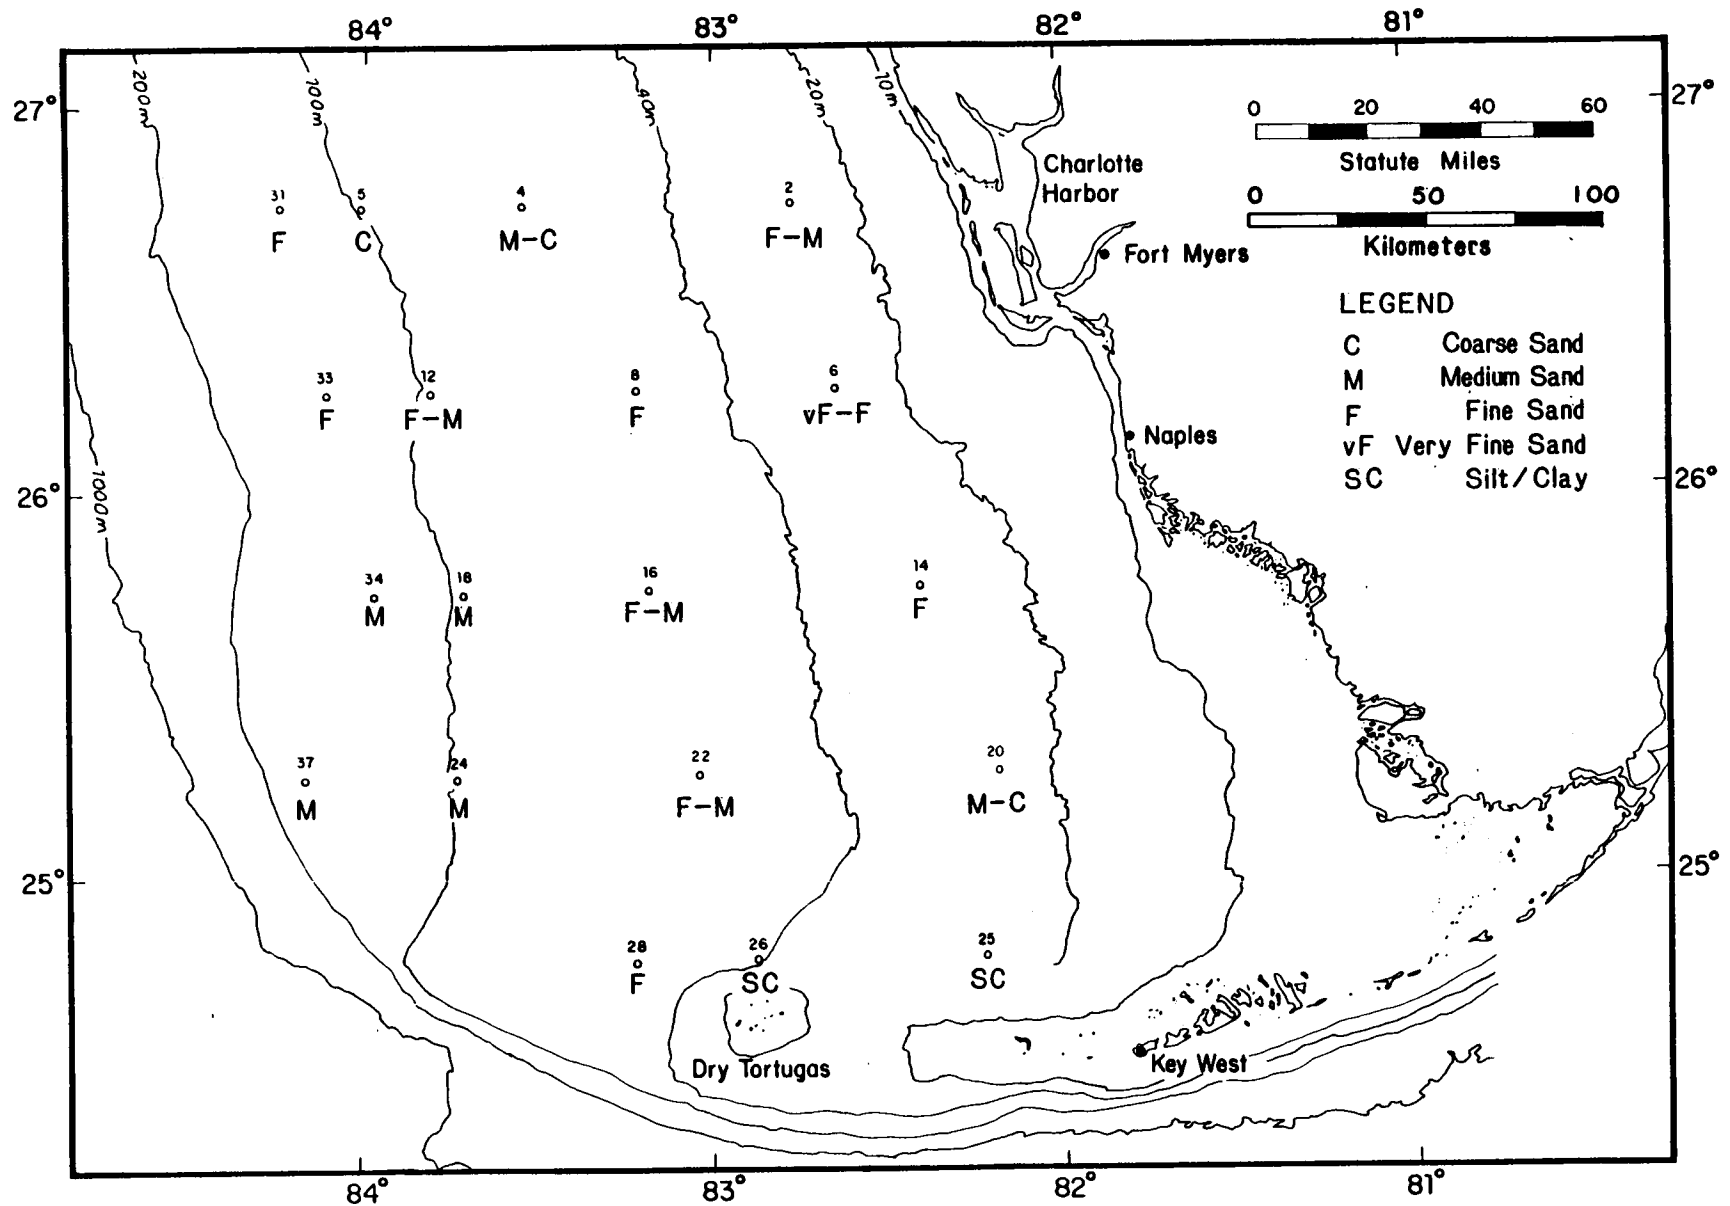 84° 83° 82° 81°
200m 100m 40m 20m 10m
27° 27°
0 20 40 60
Statute Miles
0 50 100
Kilometers
Charlotte
Harbor
31 5 4 2
F C M-C F-M
Fort Myers
LEGEND
C Coarse Sand
M Medium Sand
F Fine Sand
vF Very Fine Sand
SC Silt/Clay
33 12 8 6
F F-M F vF-F
Naples
1000m
26° 26°
34 18 16 14
M M F-M F
37 24 22 20
M M F-M M-C
25° 25°
28 26 25
F SC SC
Dry Tortugas
Key West
84° 83° 82° 81°